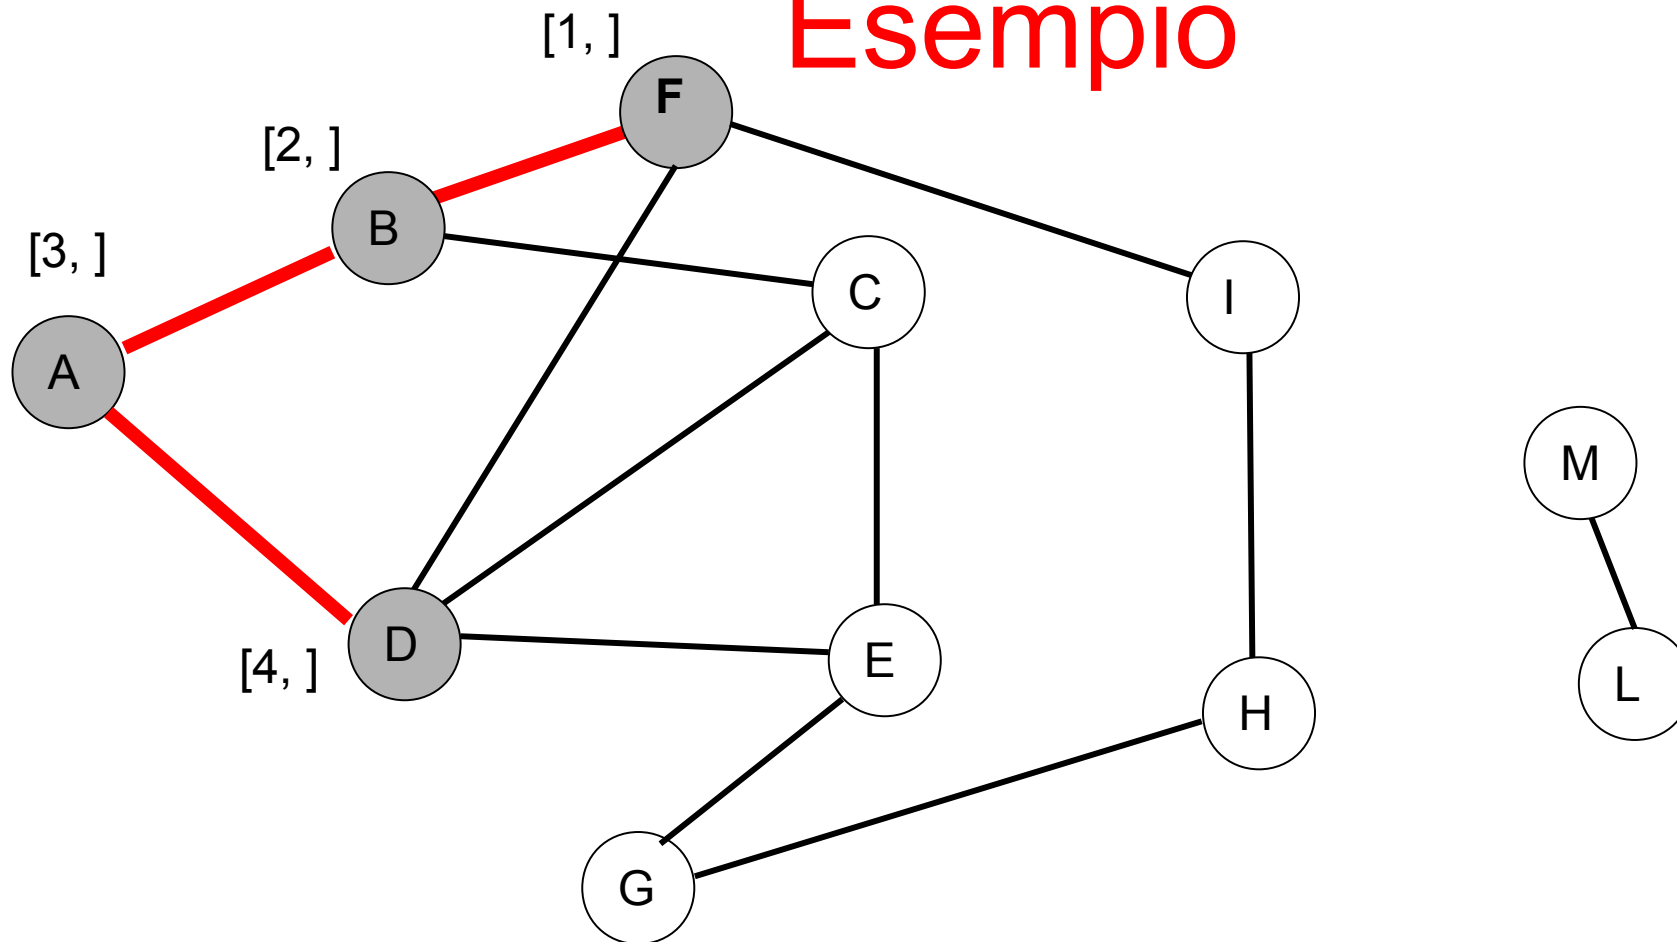 Esempio
[1, ]
F
[2, ]
B
[3, ]
A
C
I
M
D
[4, ]
E
H
L
G